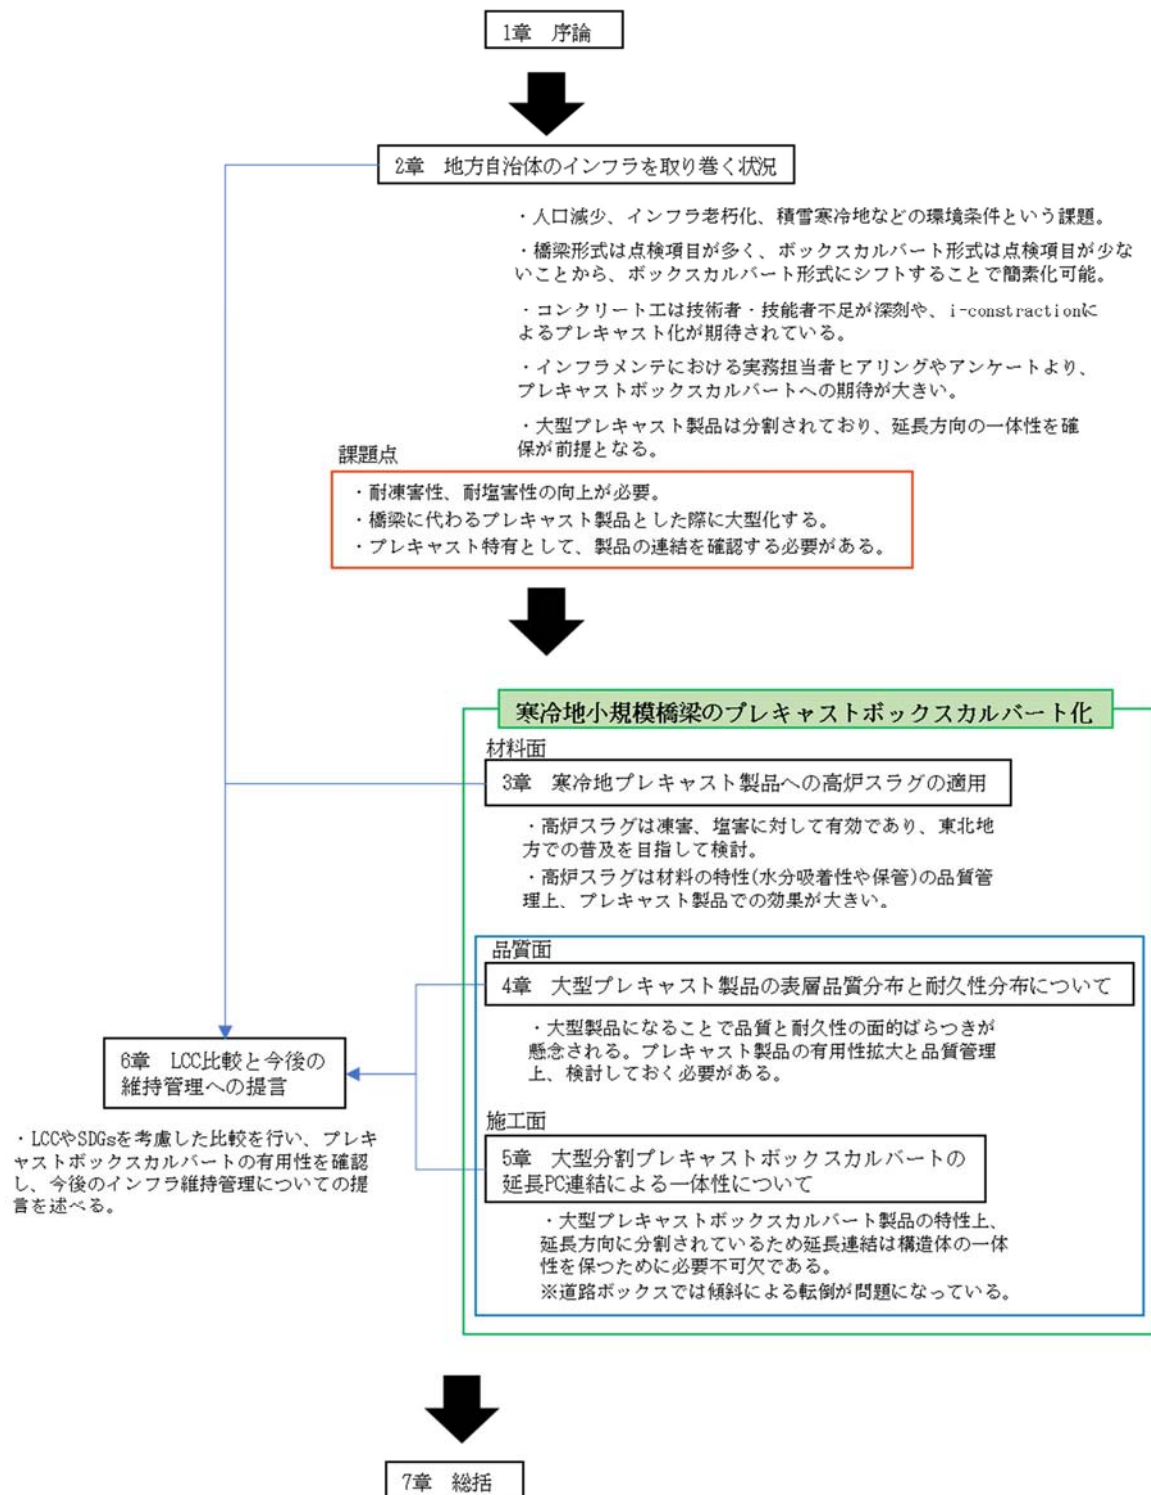 1章　序論
2章　地方自治体のインフラを取り巻く状況
・人口減少、インフラ老朽化、積雪寒冷地などの環境条件という課題。
・橋梁形式は点検項目が多く、ボックスカルバート形式は点検項目が少な
いことから、ボックスカルバート形式にシフトすることで簡素化可能。
・コンクリート工は技術者・技能者不足が深刻や、i-constractionに
よるプレキャスト化が期待されている。
・インフラメンテにおける実務担当者ヒアリングやアンケートより、
プレキャストボックスカルバートへの期待が大きい。
・大型プレキャスト製品は分割されており、延長方向の一体性を確
保が前提となる。
課題点
・耐凍害性、耐塩害性の向上が必要。
・橋梁に代わるプレキャスト製品とした際に大型化する。
・プレキャスト特有として、製品の連結を確認する必要がある。
寒冷地小規模橋梁のプレキャストボックスカルバート化
材料面
3章　寒冷地プレキャスト製品への高炉スラグの適用
・高炉スラグは凍害、塩害に対して有効であり、東北地
方での普及を目指して検討。
・高炉スラグは材料の特性(水分吸着性や保管)の品質管
理上、プレキャスト製品での効果が大きい。
品質面
4章　大型プレキャスト製品の表層品質分布と耐久性分布について
・大型製品になることで品質と耐久性の面的ばらつきが
懸念される。プレキャスト製品の有用性拡大と品質管理
上、検討しておく必要がある。
施工面
5章　大型分割プレキャストボックスカルバートの
延長PC連結による一体性について
・大型プレキャストボックスカルバート製品の特性上、
延長方向に分割されているため延長連結は構造体の一体
性を保つために必要不可欠である。
※道路ボックスでは傾斜による転倒が問題になっている。
6章　LCC比較と今後の
維持管理への提言
・LCCやSDGsを考慮した比較を行い、プレキ
ャストボックスカルバートの有用性を確認
し、今後のインフラ維持管理についての提
言を述べる。
7章　総括